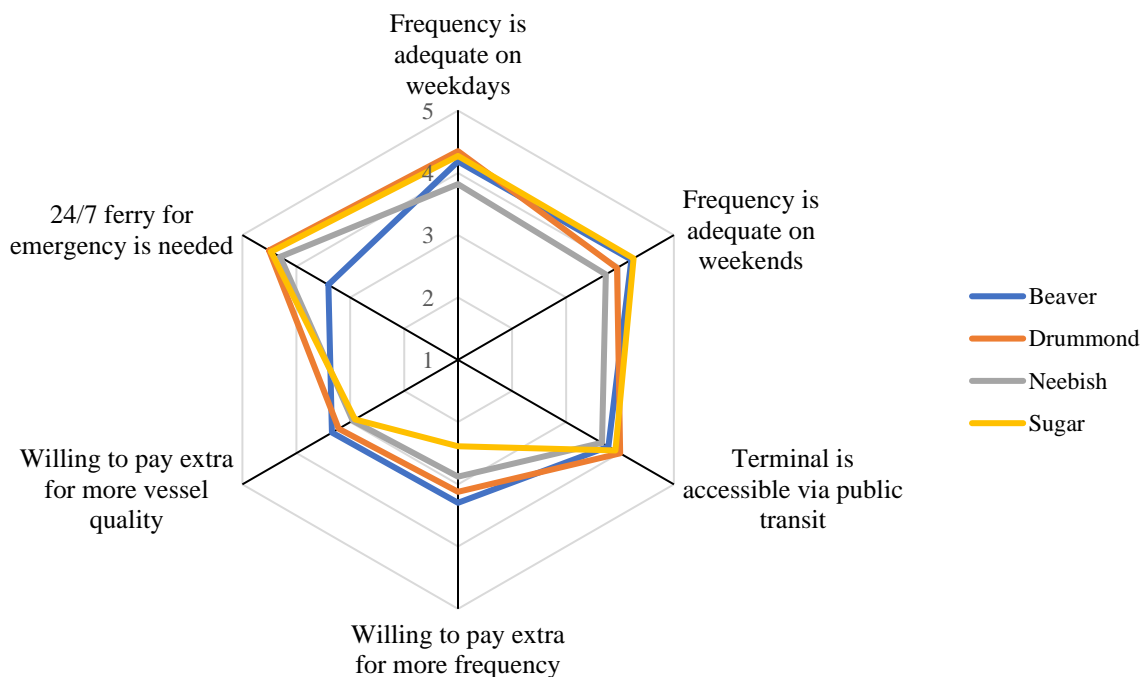 Frequency is
adequate on
weekdays
5
4
3
2
1
24/7 ferry for
emergency is needed
Frequency is
adequate on
weekends
Beaver
Drummond
Neebish
Sugar
Willing to pay extra
for more vessel
quality
Terminal is
accessible via public
transit
Willing to pay extra
for more frequency